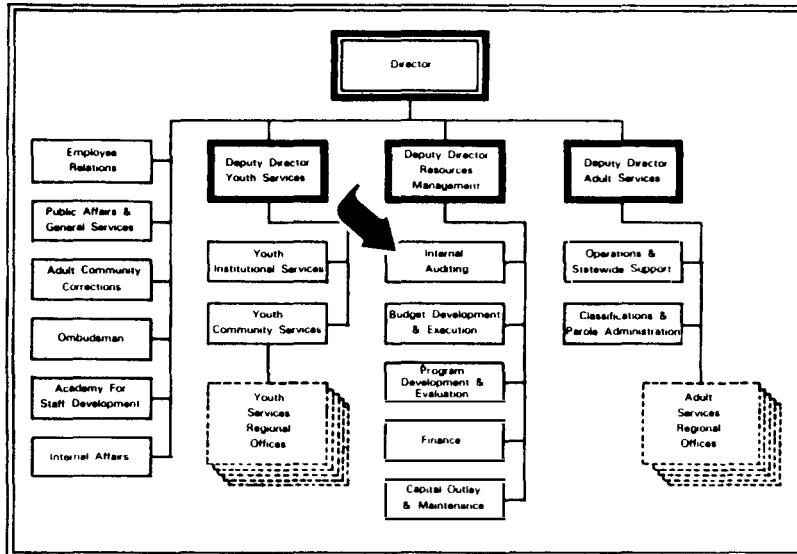 Director
Employee
Relations
Public Affairs &
General Services
Adult Community
Corrections
Ombudsman
Academy For
Staff Development
Internal Affairs
Deputy Director
Youth Services
Youth
Institutional Services
Youth
Community Services
Youth
Services
Regional
Offices
Deputy Director
Resources
Management
Internal
Auditing
Budget Development
& Execution
Program
Development &
Evaluation
Finance
Capital Outlay
& Maintenance
Deputy Director
Adult Services
Operations &
Statewide Support
Classifications &
Parole Administration
Adult
Services
Regional
Offices